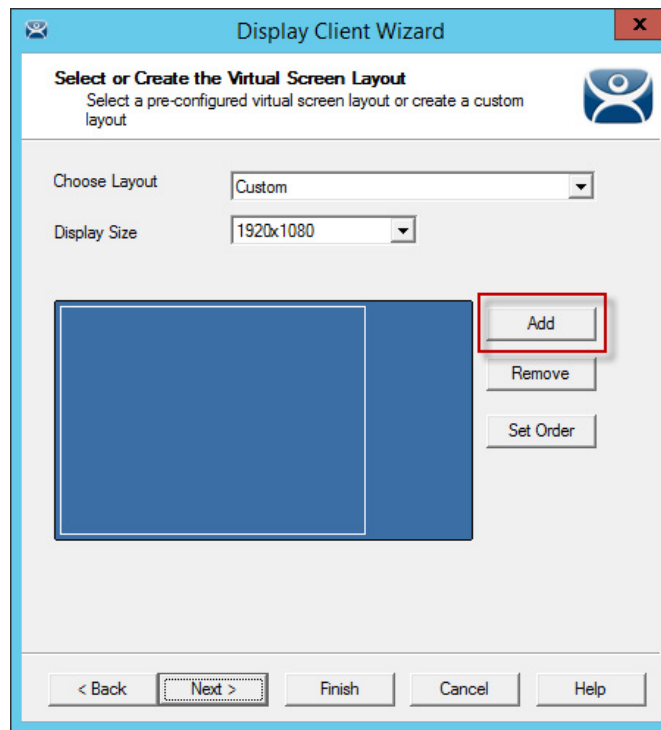 Display Client Wizard
x
Select or Create the Virtual Screen Layout
Select a pre-configured virtual screen layout or create a custom
layout
Choose Layout
Custom
Display Size
1920x1080
Add
Remove
Set Order
< Back
Next >
Finish
Cancel
Help